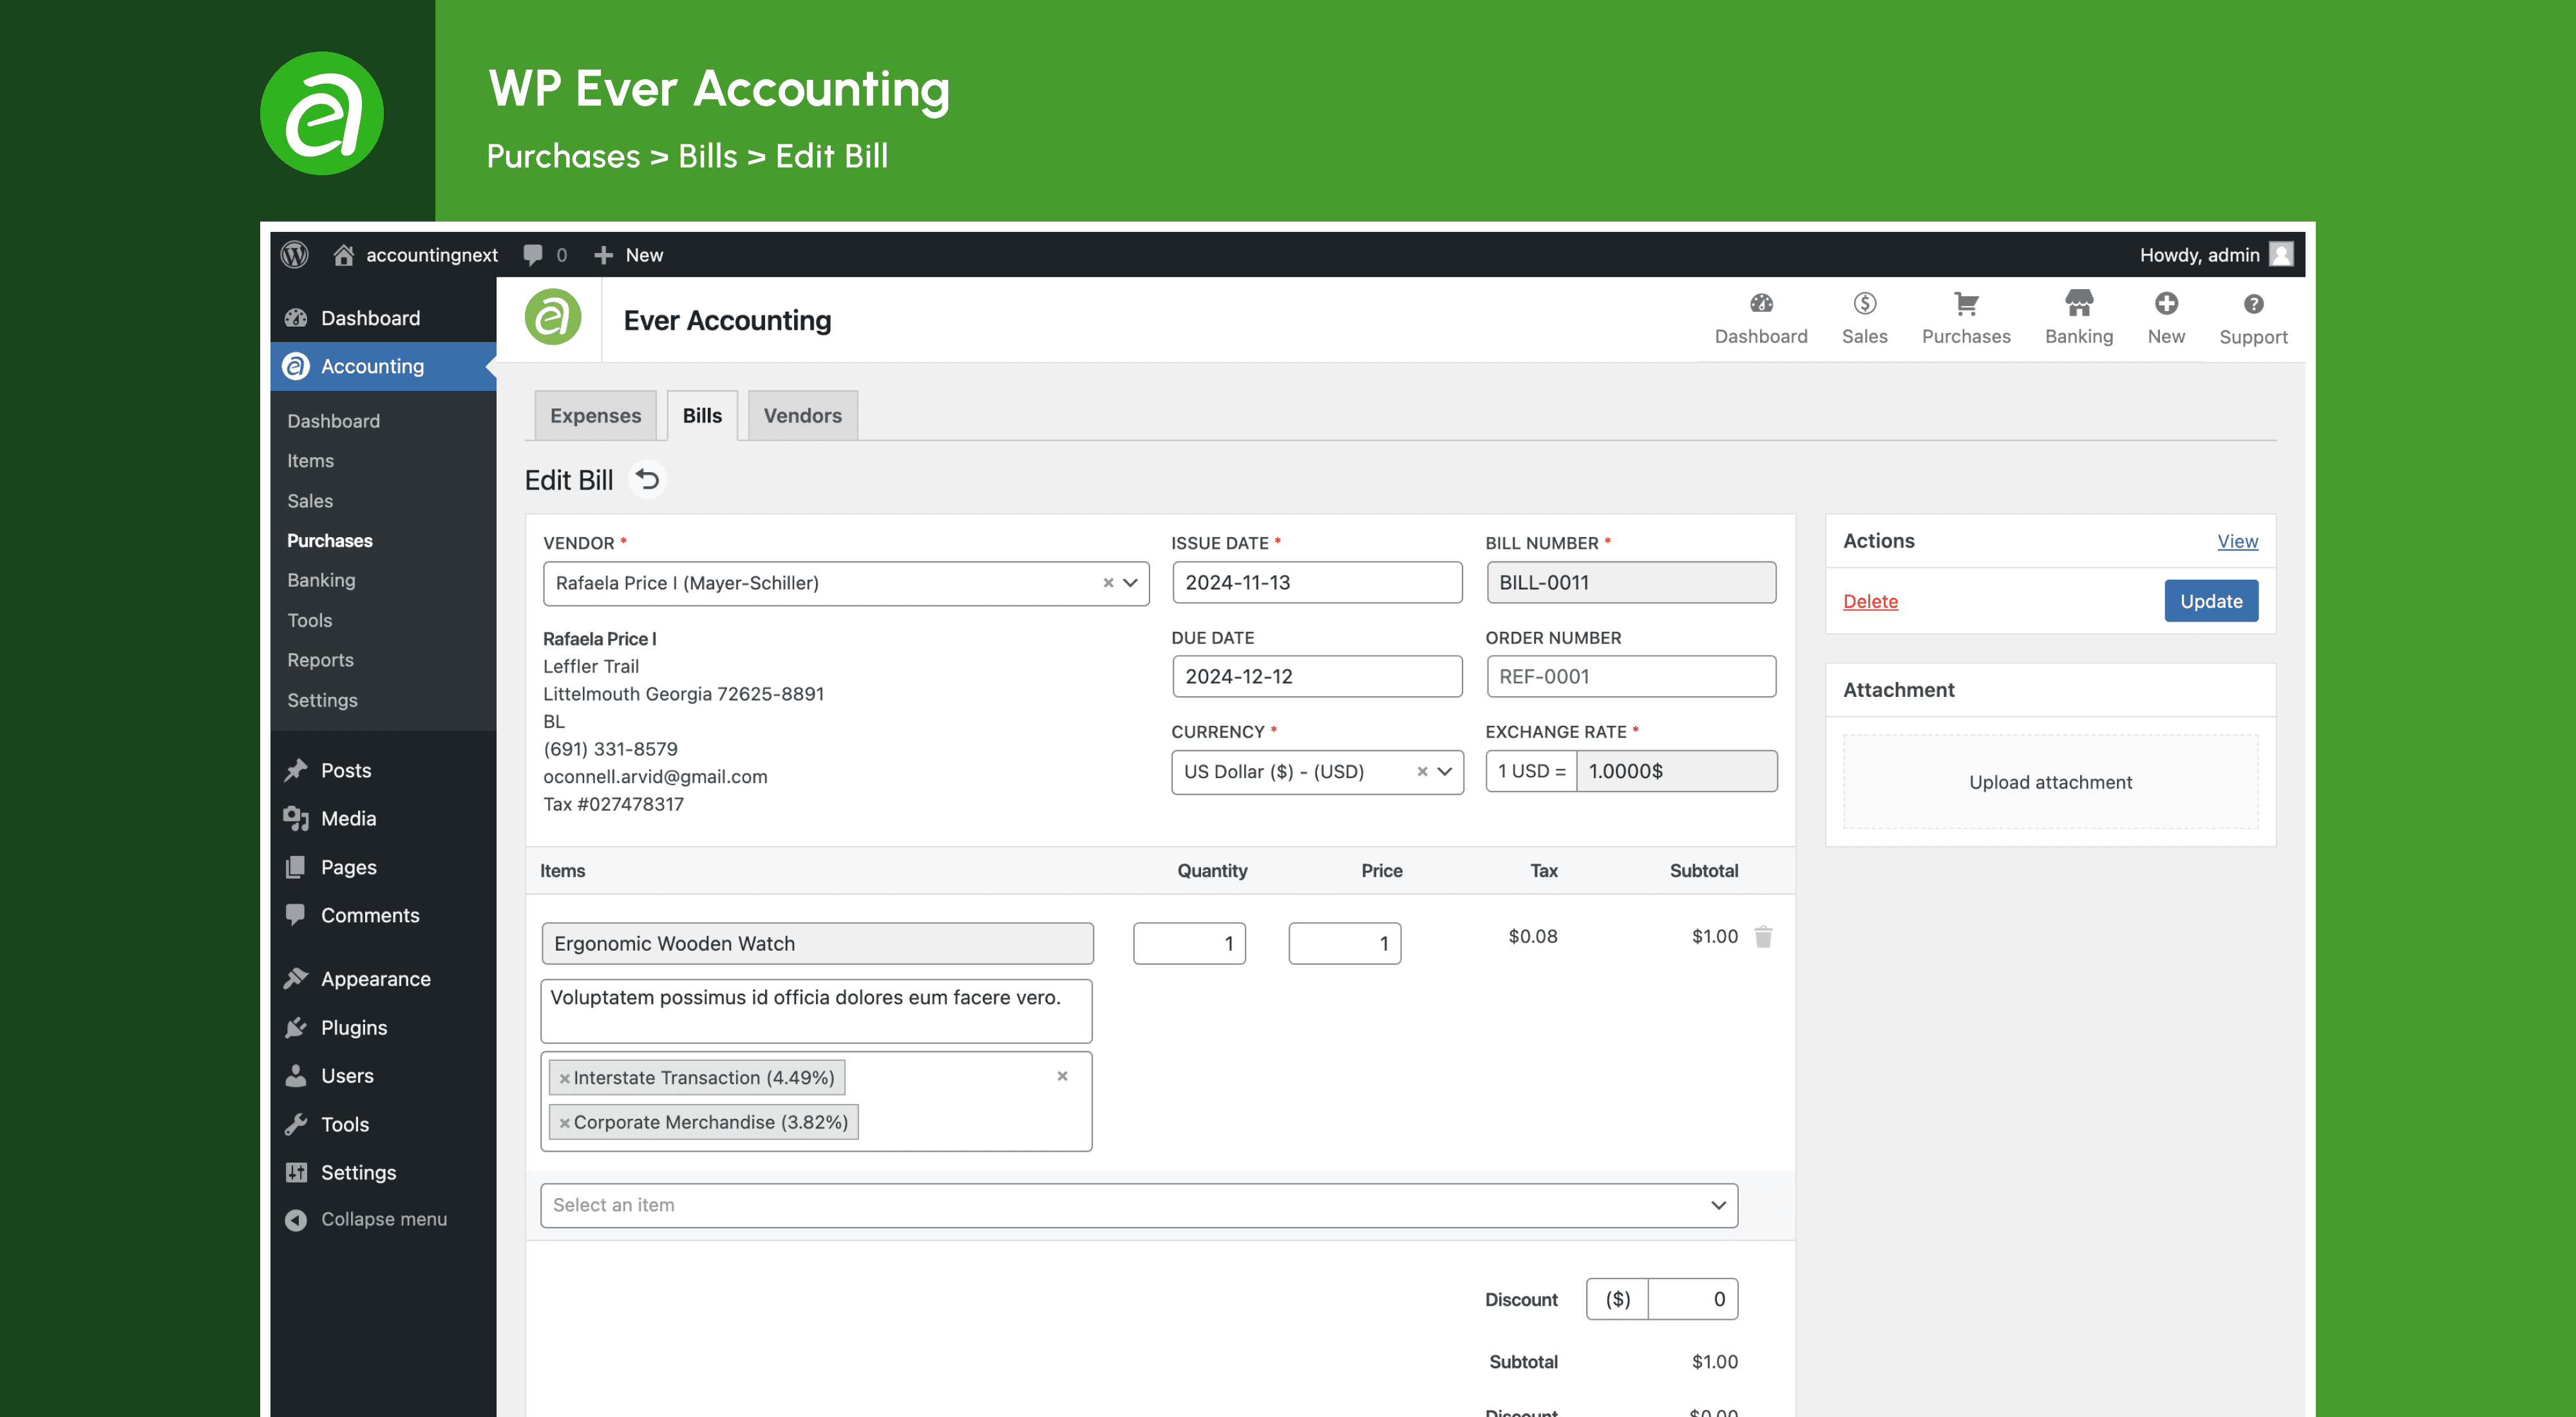 WP Ever Accounting
Purchases > Bills > Edit Bill
accountingnext 0 New
Howdy, admin
Dashboard
Accounting
Dashboard
Items
Sales
Purchases
Banking
Tools
Reports
Settings
Posts
Media
Pages
Comments
Appearance
Plugins
Users
Tools
Settings
Collapse menu
Ever Accounting
Dashboard Sales Purchases Banking New Support
Expenses Bills Vendors
Edit Bill
VENDOR *
Rafaela Price I (Mayer-Schiller)
Rafaela Price I
Leffler Trail
Littelmouth Georgia 72625-8891
BL
(691) 331-8579
oconnell.arvid@gmail.com
Tax #027478317
ISSUE DATE *
2024-11-13
BILL NUMBER *
BILL-0011
DUE DATE
2024-12-12
ORDER NUMBER
REF-0001
CURRENCY *
US Dollar ($) - (USD)
EXCHANGE RATE *
1 USD = 1.0000$
Items Quantity Price Tax Subtotal
Ergonomic Wooden Watch 1 1 $0.08 $1.00
Voluptatem possimus id officia dolores eum facere vero.
×Interstate Transaction (4.49%)
×Corporate Merchandise (3.82%)
Select an item
Discount ($) 0
Subtotal $1.00
Discount $0.00
Actions View
Delete Update
Attachment
Upload attachment